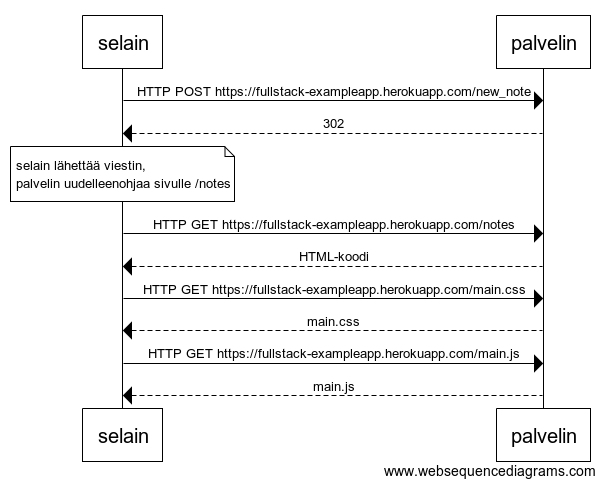 selain
palvelin
HTTP POST https://fullstack-exampleapp.herokuapp.com/new_note
302
selain lähettää viestin,
palvelin uudelleenohjaa sivulle /notes
HTTP GET https://fullstack-exampleapp.herokuapp.com/notes
HTML-koodi
HTTP GET https://fullstack-exampleapp.herokuapp.com/main.css
main.css
HTTP GET https://fullstack-exampleapp.herokuapp.com/main.js
main.js
selain
palvelin
www.websequencediagrams.com